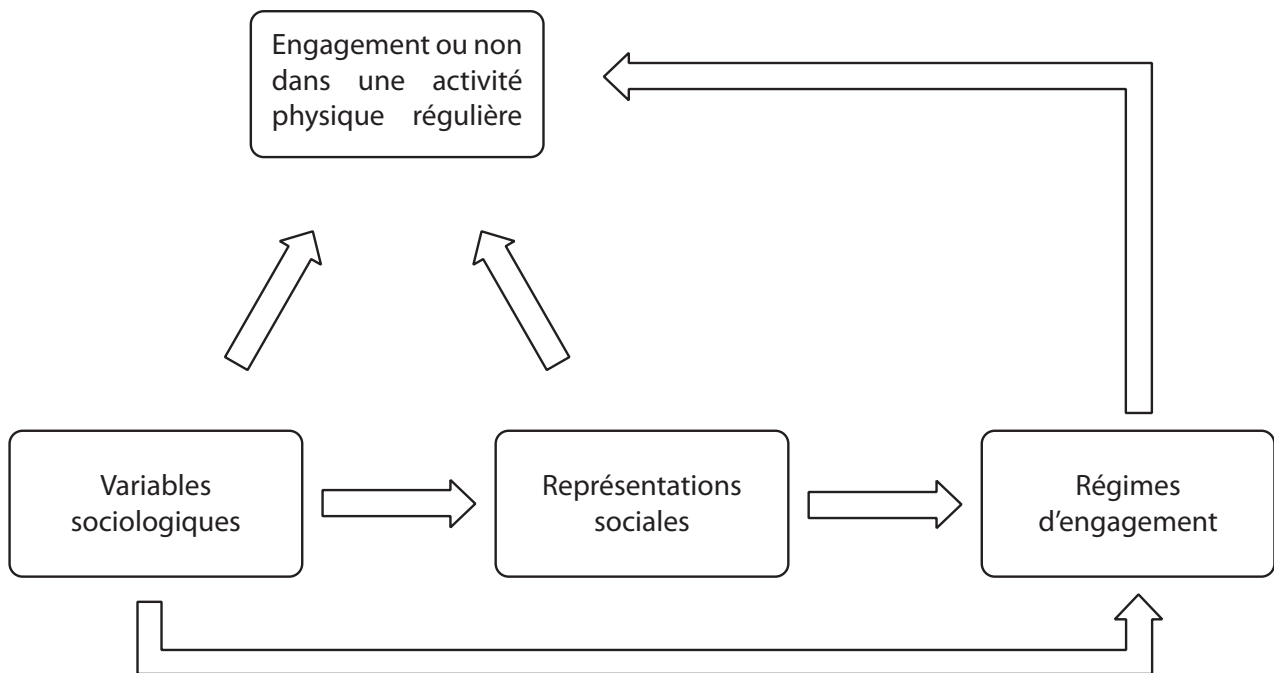 Engagement ou non
dans une activité
physique régulière
Variables
sociologiques
Représentations
sociales
Régimes
d'engagement